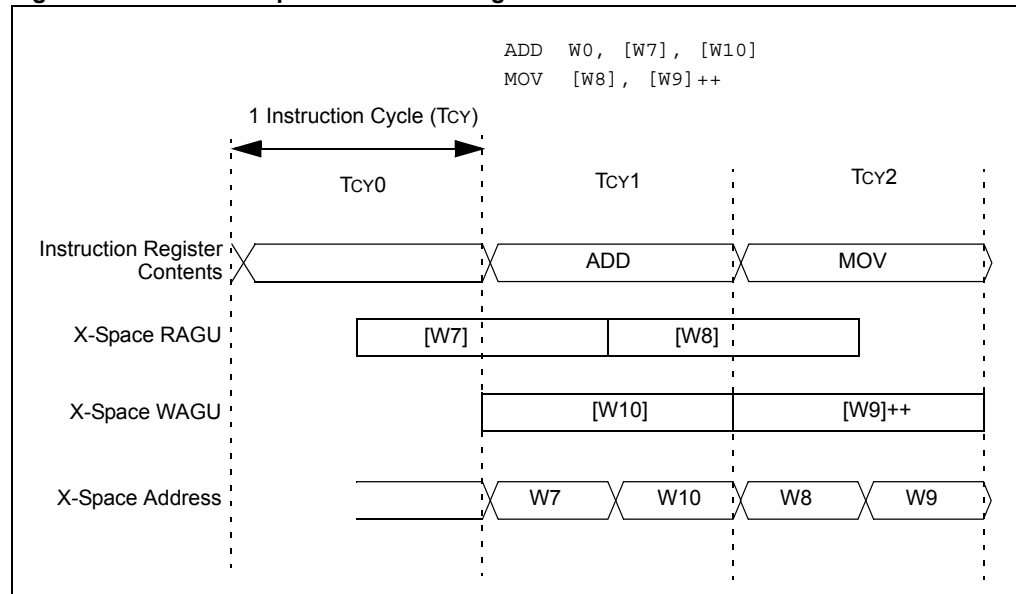 ADD W0, [W7], [W10]
MOV [W8], [W9]++
1 Instruction Cycle (TCY)
TCY0 TCY1 TCY2
Instruction Register
Contents
ADD MOV
X-Space RAGU [W7] [W8]
X-Space WAGU [W10] [W9]++
X-Space Address W7 W10 W8 W9